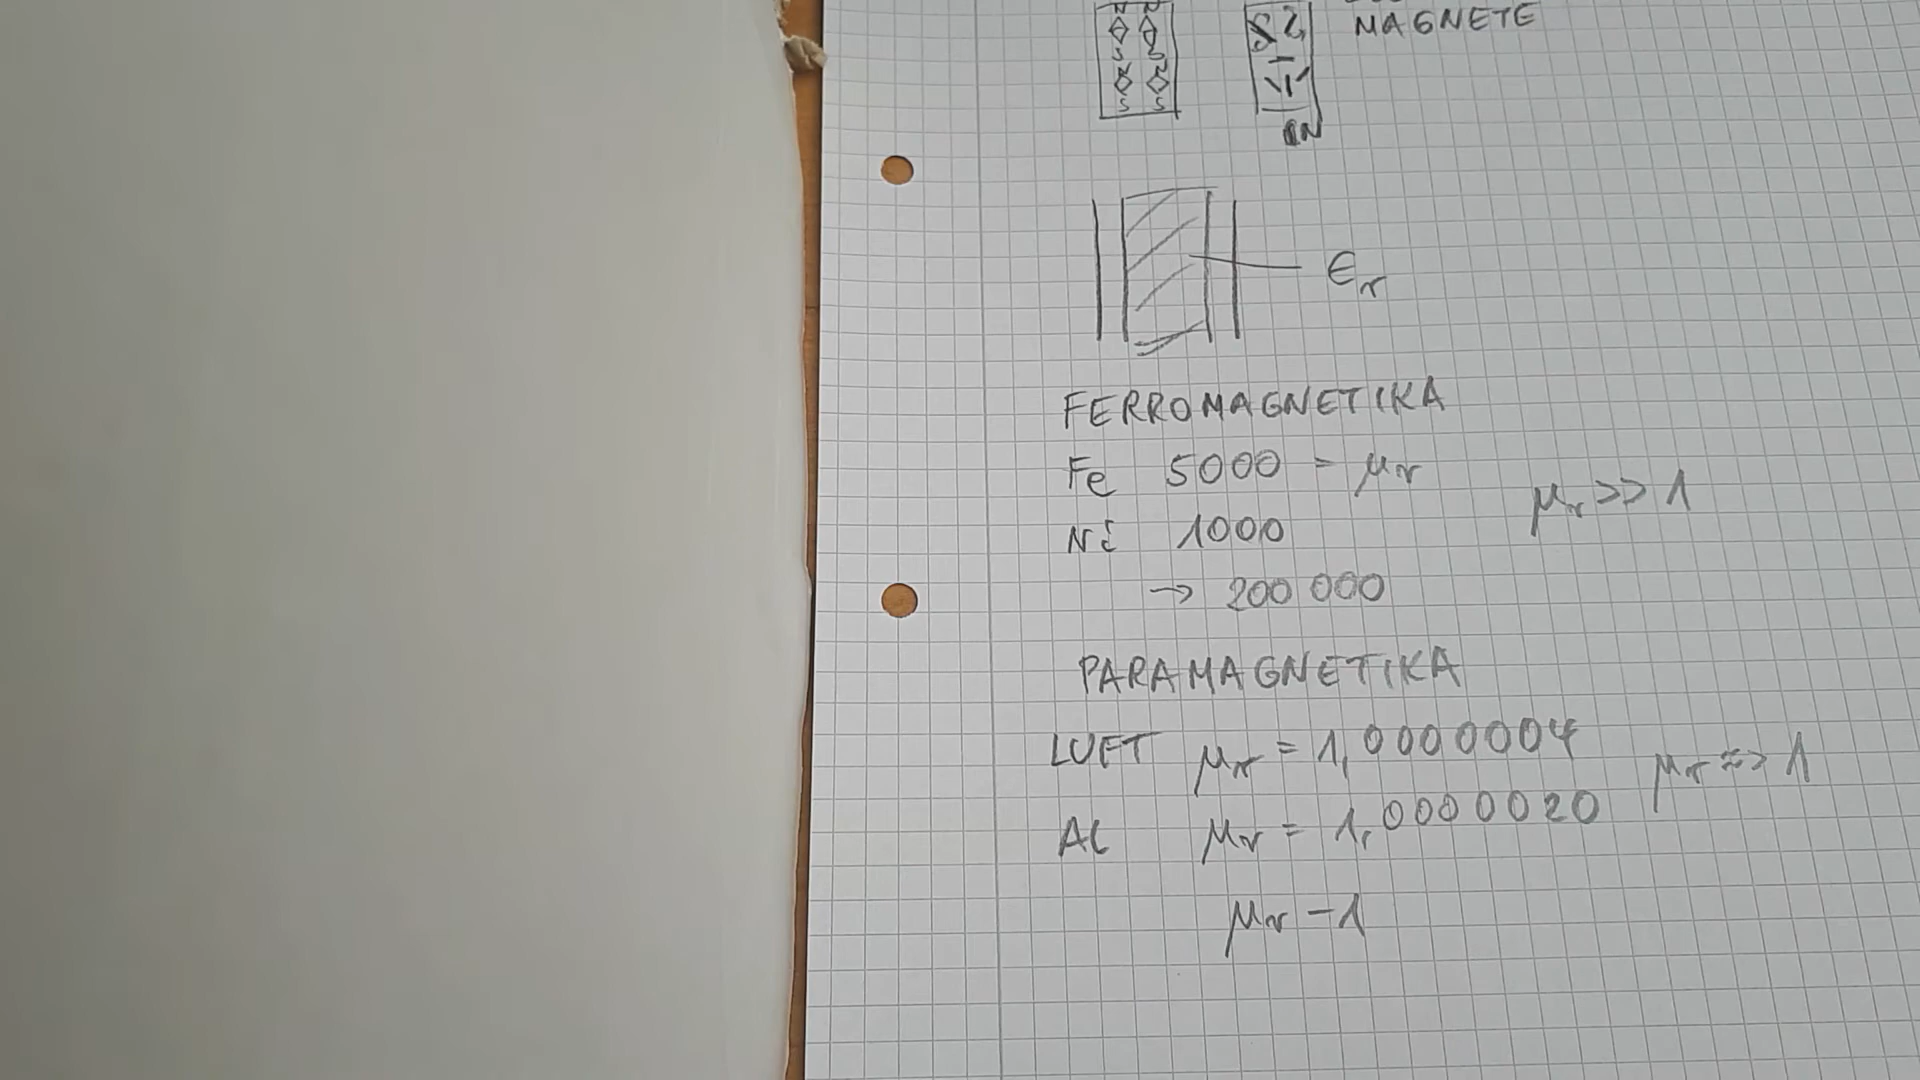 MAGNETE
N
ϵr
FERROMAGNETIKA
Fe 5000 = μr
μr >> 1
Ni 1000
→ 200 000
PARAMAGNETIKA
LUFT μr = 1,0000004
μr ≈> 1
Al μr = 1,0000020
μr - 1